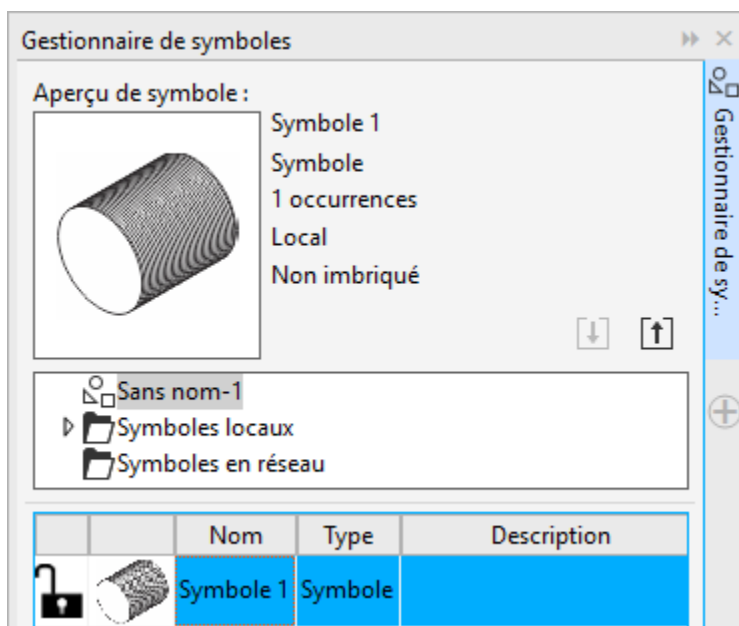 Gestionnaire de symboles
Aperçu de symbole :
Symbole 1
Symbole
1 occurrences
Local
Non imbriqué
Gestionnaire de sy...
Sans nom-1
Symboles locaux
Symboles en réseau
Nom Type Description
Symbole 1 Symbole